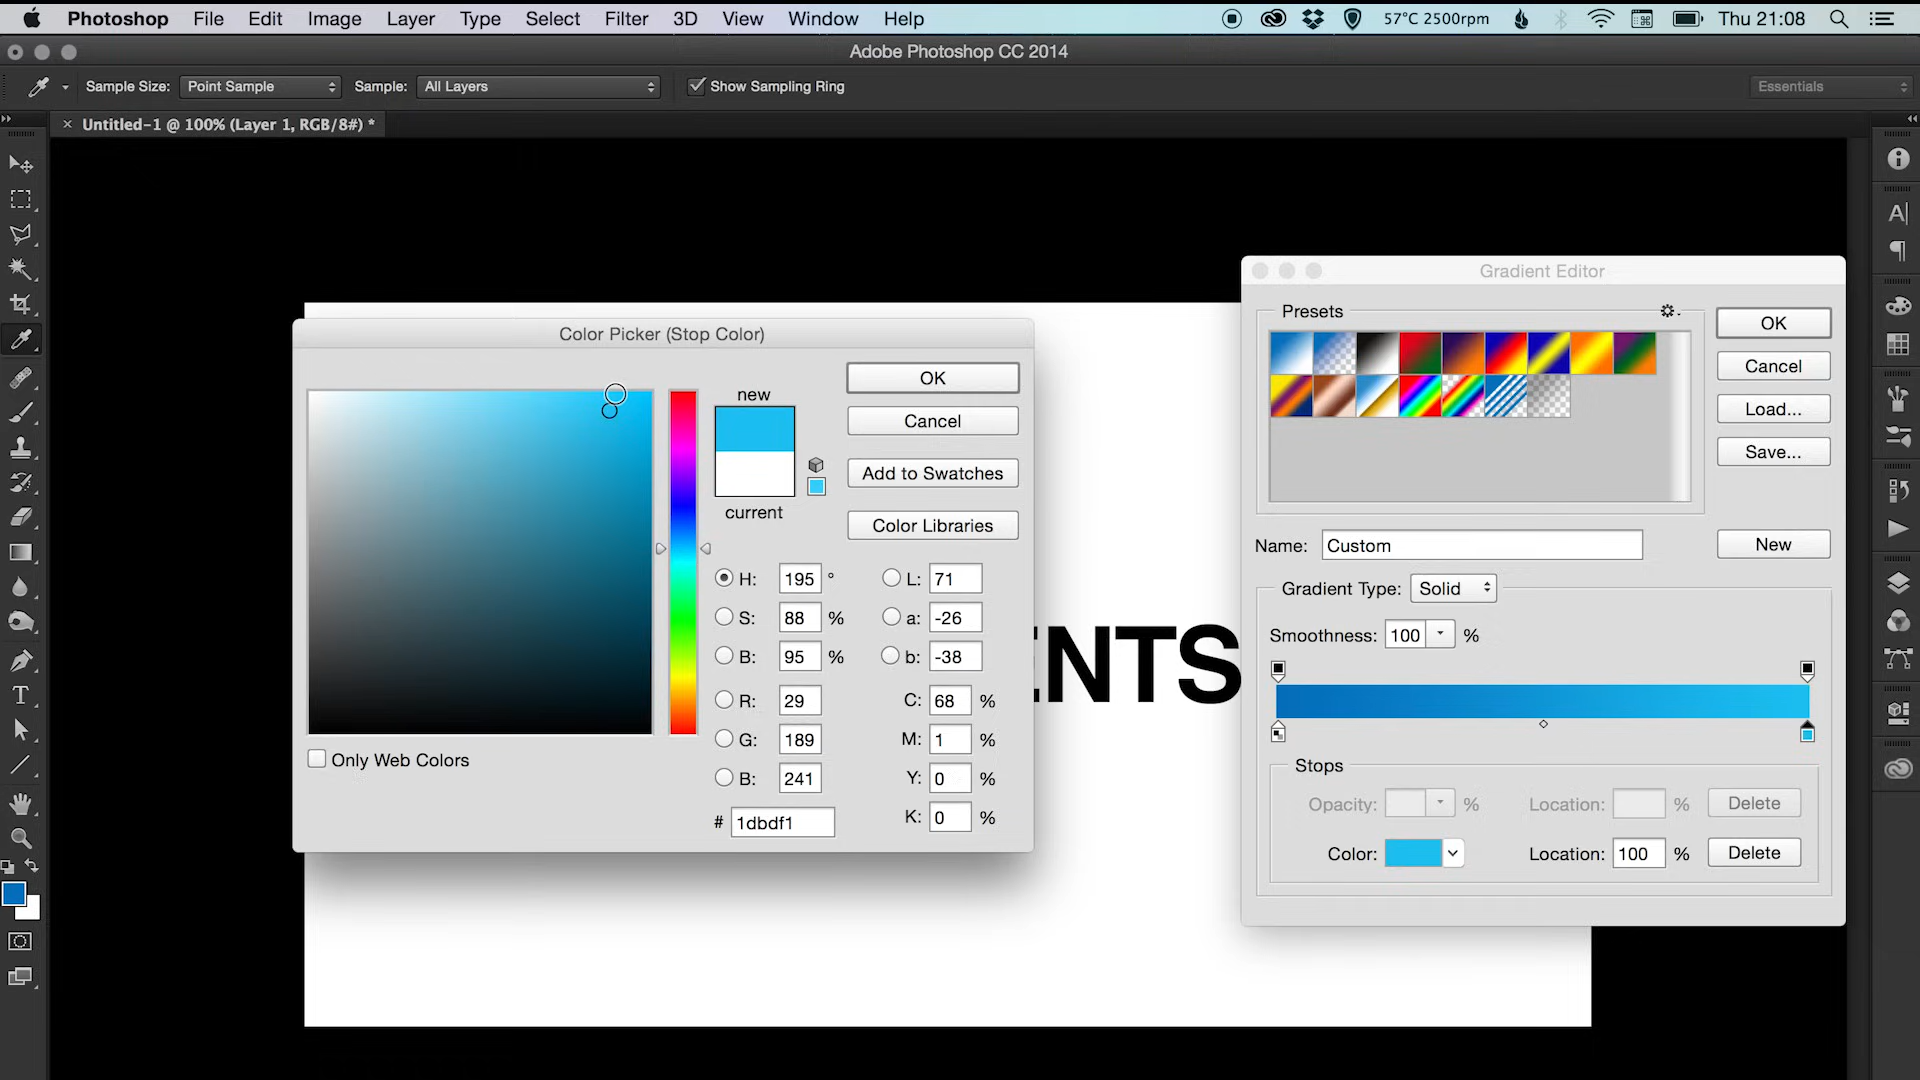 Photoshop File Edit Image Layer Type Select Filter 3D View Window Help 57°C 2500rpm Thu 21:08
Adobe Photoshop CC 2014
Sample Size: Point Sample Sample: All Layers Show Sampling Ring Essentials
× Untitled-1 @ 100% (Layer 1, RGB/8#) *
Color Picker (Stop Color)
new
current
OK
Cancel
Add to Swatches
Color Libraries
H: 195 °
S: 88 %
B: 95 %
R: 29
G: 189
B: 241
# 1dbdf1
L: 71
a: -26
b: -38
C: 68 %
M: 1 %
Y: 0 %
K: 0 %
Only Web Colors
ENTS
Gradient Editor
Presets
OK
Cancel
Load...
Save...
Name: Custom
New
Gradient Type: Solid
Smoothness: 100 %
Stops
Opacity: % Location: % Delete
Color: Location: 100 % Delete